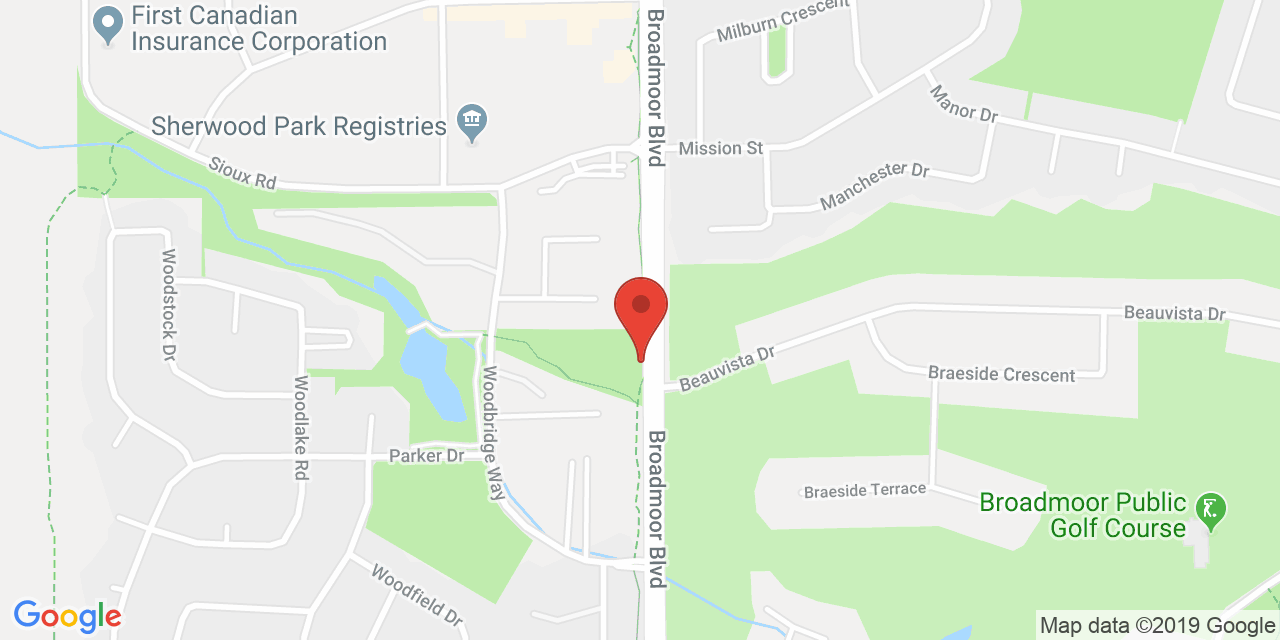 First Canadian
Insurance Corporation
Broadmoor Blvd
Milburn Crescent
Manor Dr
Sherwood Park Registries
Mission St
Sioux Rd
Manchester Dr
Woodstock Dr
Beauvista Dr
Beauvista Dr
Braeside Crescent
Woodlake Rd
Woodbridge Way
Parker Dr
Broadmoor Blvd
Braeside Terrace
Broadmoor Public
Golf Course
Woodfield Dr
Google
Map data ©2019 Google